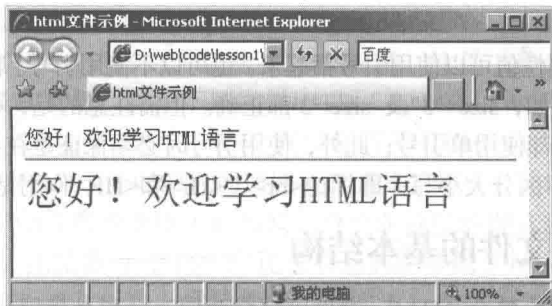 html文件示例 - Microsoft Internet Explorer
D:\web\code\lesson1\
百度
html文件示例
您好！欢迎学习HTML语言
您好！欢迎学习HTML语言
我的电脑
100%